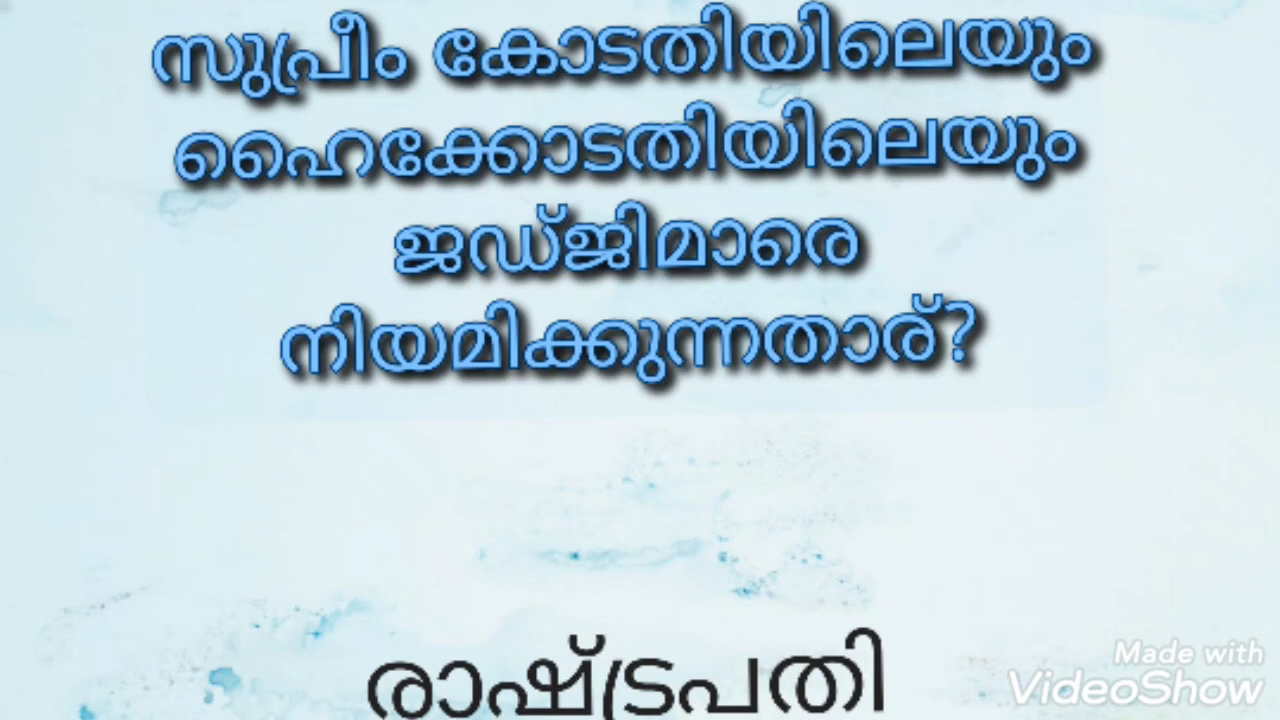 സുപ്രീം കോടതിയിലെയും
ഹൈക്കോടതിയിലെയും
ജഡ്ജിമാരെ
നിയമിക്കുന്നതാര്?
രാഷ്ട്രപതി
Made with
VideoShow